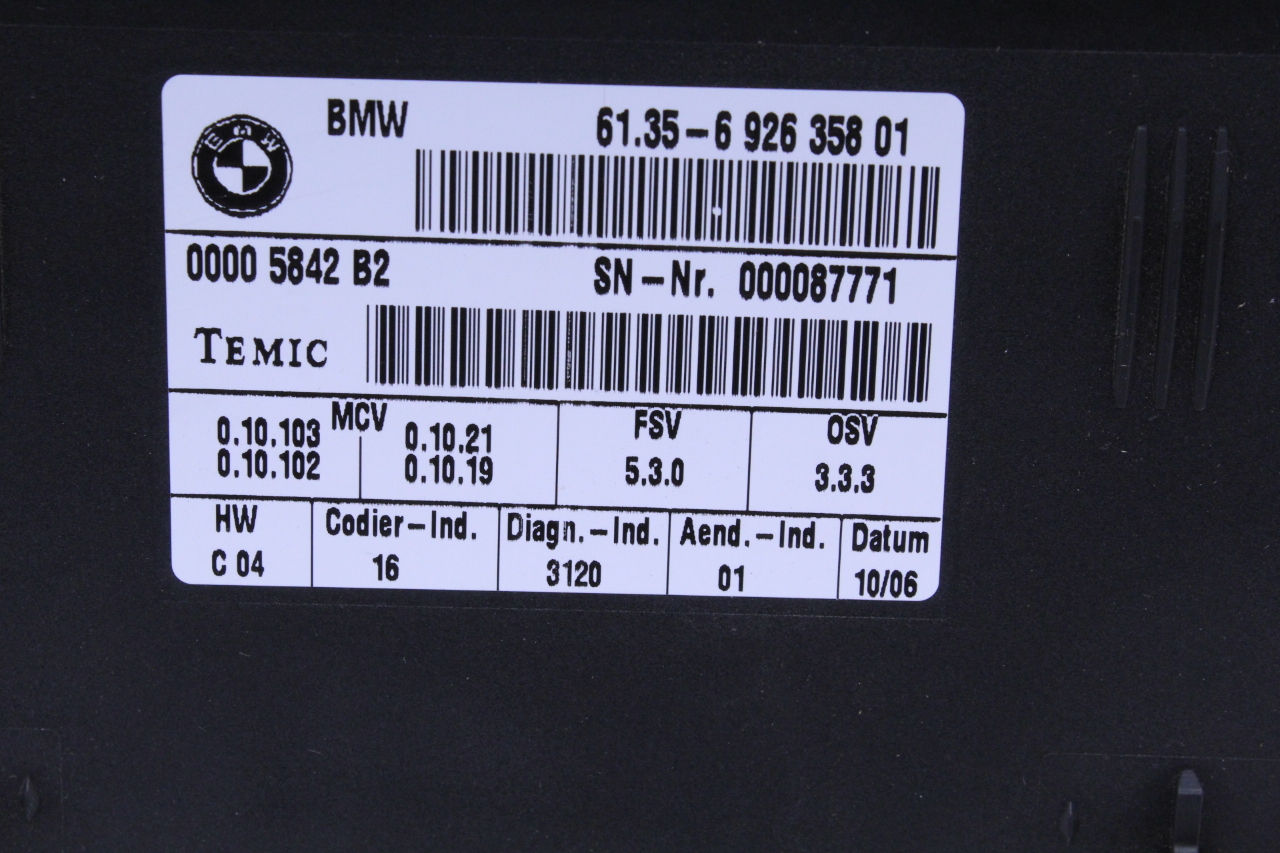 BMW
BMW 61.35-6 926 358 01
0000 5842 B2 SN-Nr. 000087771
TEMIC
MCV FSV OSV
0.10.103 0.10.21 5.3.0 3.3.3
0.10.102 0.10.19
HW Codier-Ind. Diagn.-Ind. Aend.-Ind. Datum
C 04 16 3120 01 10/06